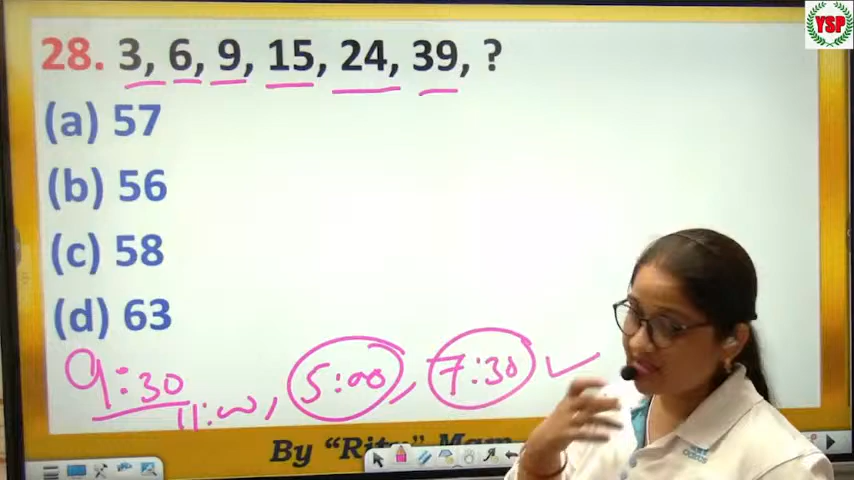 YSP
28. 3, 6, 9, 15, 24, 39, ?
(a) 57
(b) 56
(c) 58
(d) 63
9:30
11:00, 5:00, 7:30 ✓
By "Ritu" Mam
adidas